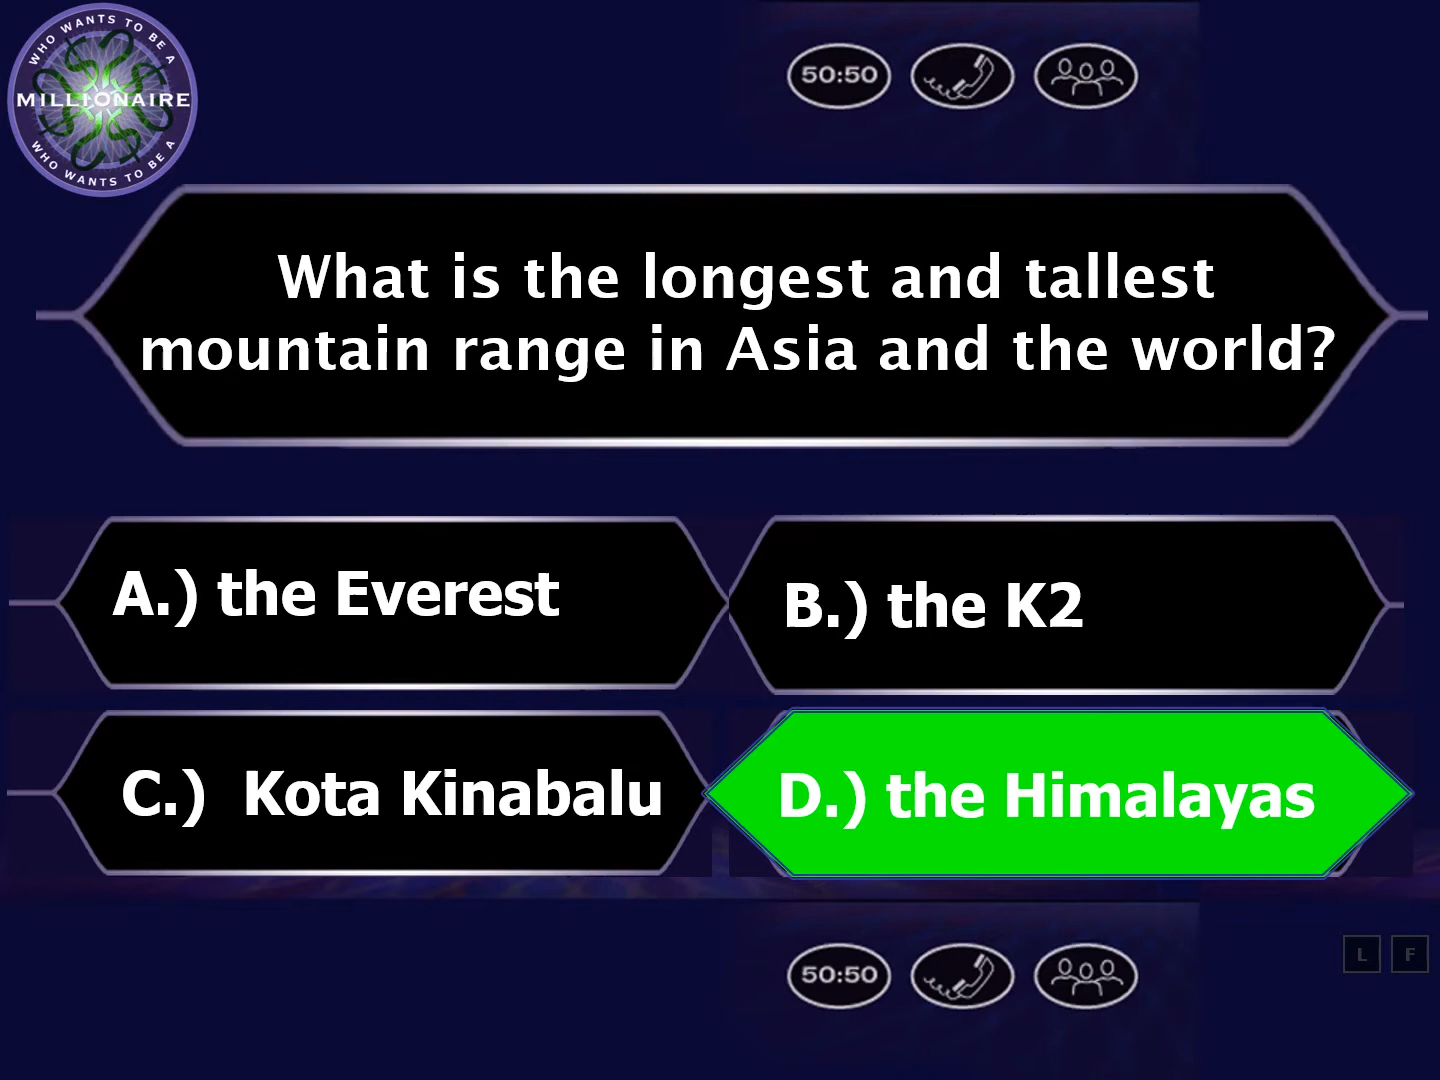 WHO WANTS TO BE A
MILLIONAIRE
WHO WANTS TO BE A
50:50
What is the longest and tallest
mountain range in Asia and the world?
A.) the Everest
B.) the K2
C.) Kota Kinabalu
D.) the Himalayas
50:50
L F